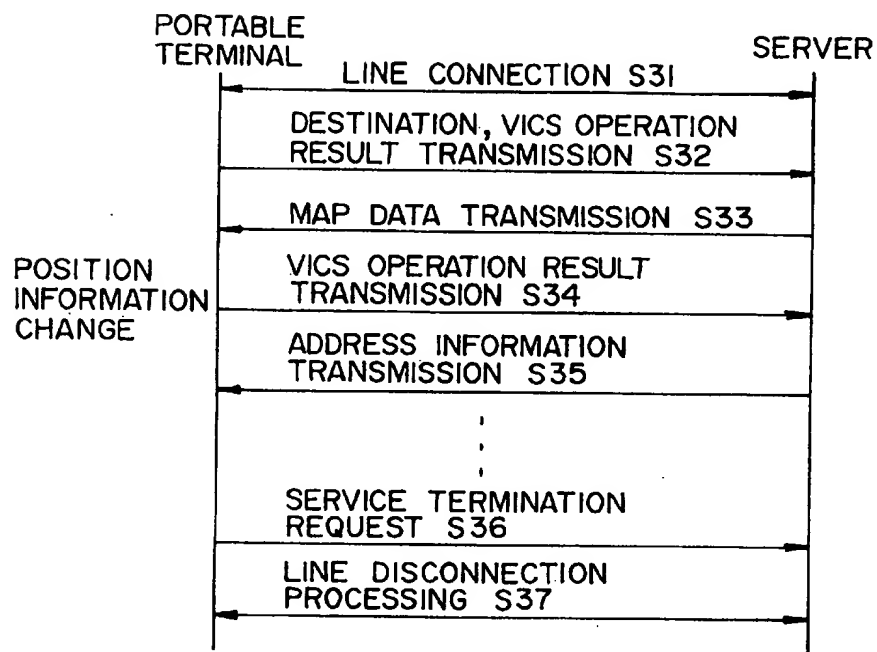 PORTABLE
TERMINAL
SERVER
LINE CONNECTION S31
DESTINATION, VICS OPERATION
RESULT TRANSMISSION S32
MAP DATA TRANSMISSION S33
POSITION
INFORMATION
CHANGE
VICS OPERATION RESULT
TRANSMISSION S34
ADDRESS INFORMATION
TRANSMISSION S35
SERVICE TERMINATION
REQUEST S36
LINE DISCONNECTION
PROCESSING S37